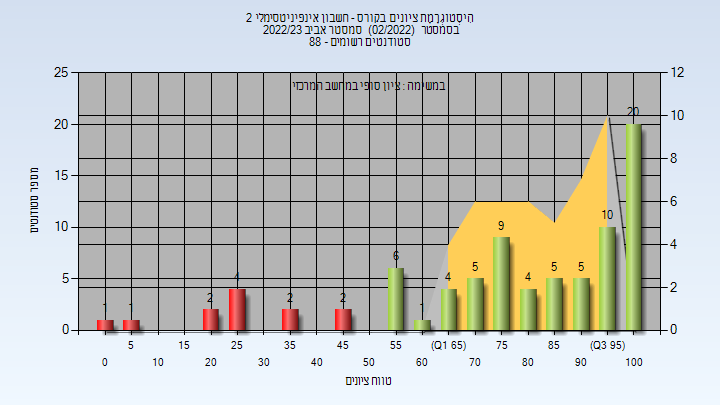 היסטוגרמת ציונים בקורס - חשבון אינפיניטסימלי 2
בסמסטר (02/2022) סמסטר אביב 2022/23
סטודנטים רשומים - 88
במשימה : ציון סופי במחשב המרכזי
25 20 15 10 5 0
12 10 8 6 4 2 0
מספר סטודנטים
1 1 2 4 2 2 6 1 4 5 9 4 5 5 10 20
5 15 25 35 45 55 (Q1 65) 75 85 (Q3 95)
0 10 20 30 40 50 60 70 80 90 100
טווח ציונים